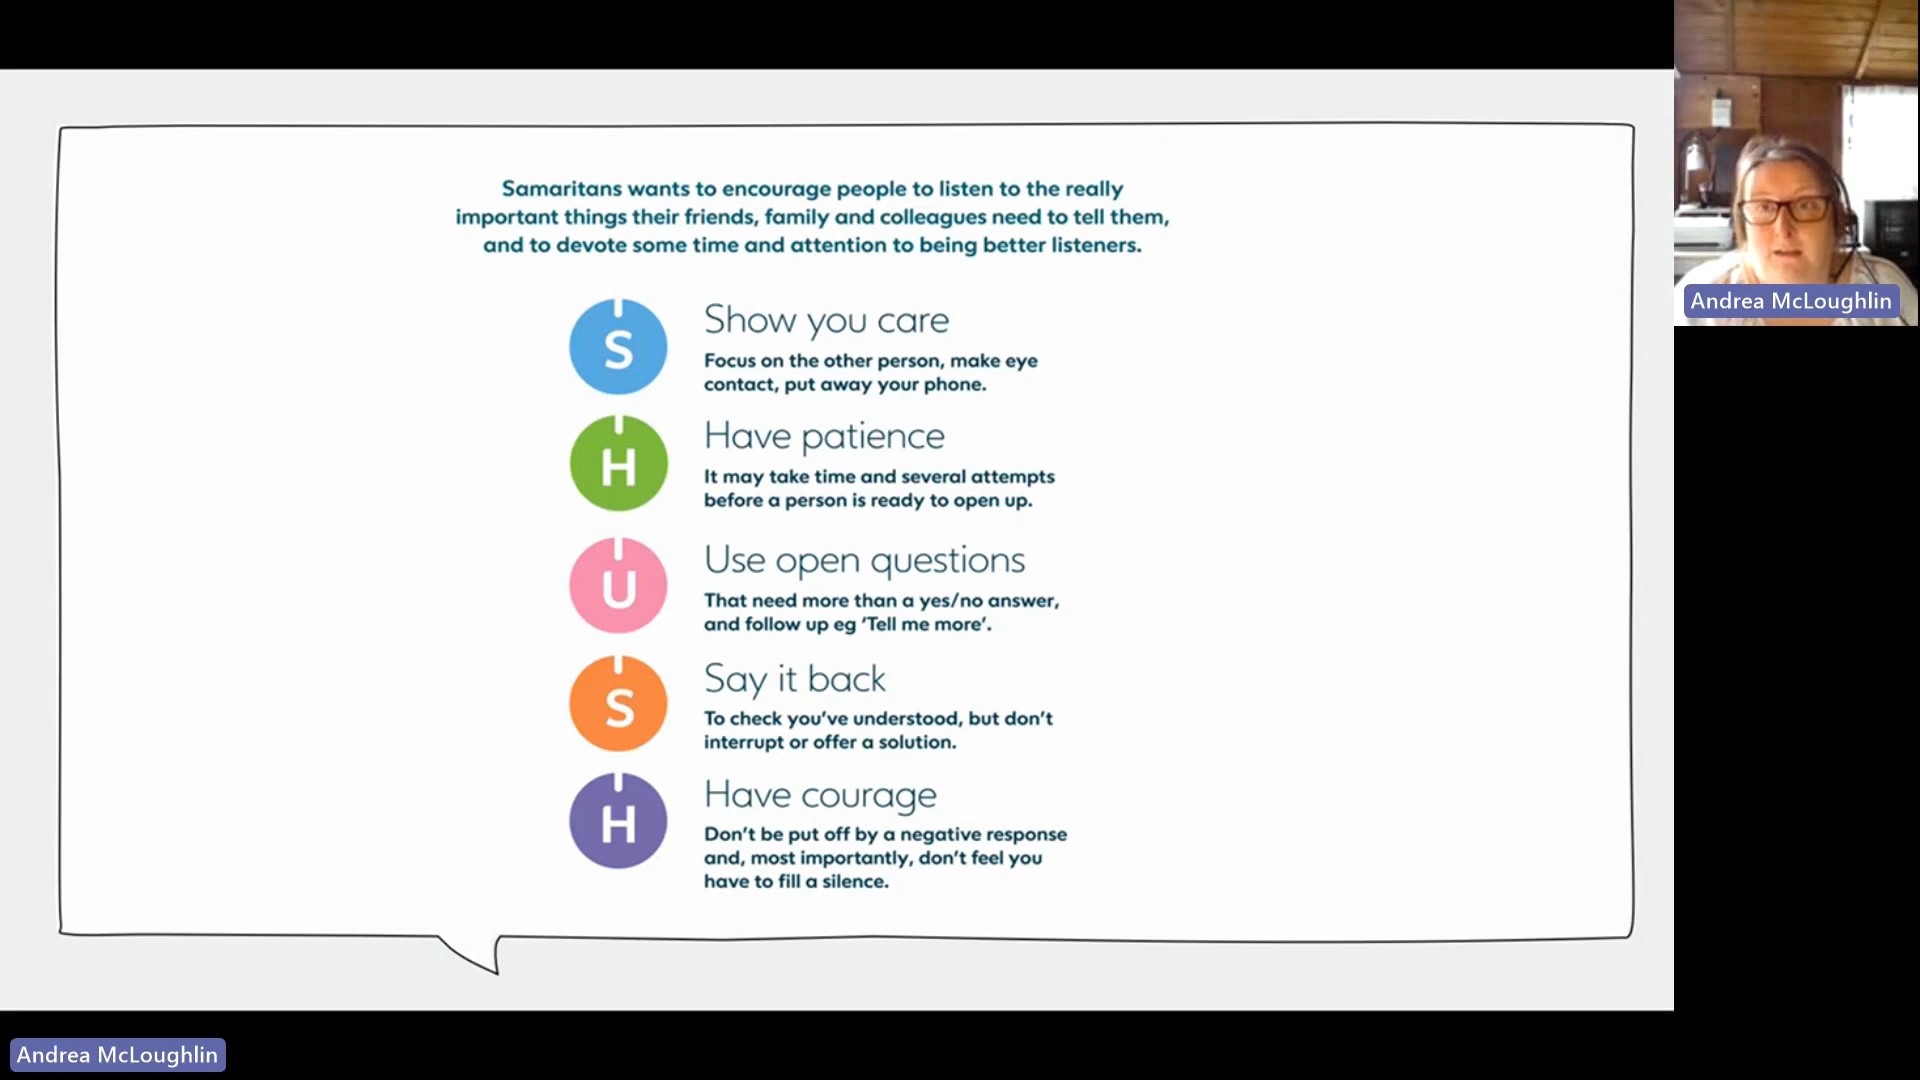 Samaritans wants to encourage people to listen to the really
important things their friends, family and colleagues need to tell them,
and to devote some time and attention to being better listeners.
S
Show you care
Focus on the other person, make eye
contact, put away your phone.
H
Have patience
It may take time and several attempts
before a person is ready to open up.
U
Use open questions
That need more than a yes/no answer,
and follow up eg ‘Tell me more’.
S
Say it back
To check you’ve understood, but don’t
interrupt or offer a solution.
H
Have courage
Don’t be put off by a negative response
and, most importantly, don’t feel you
have to fill a silence.
Andrea McLoughlin
Andrea McLoughlin